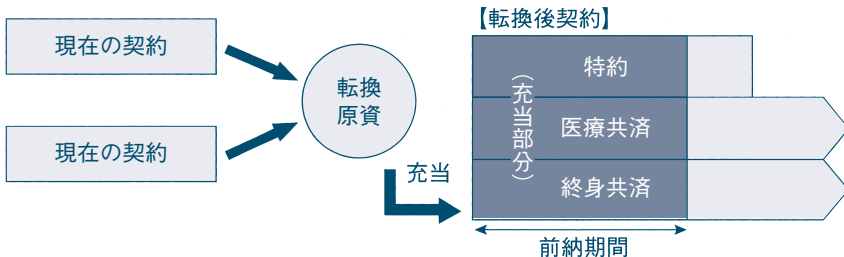 現在の契約
現在の契約
転換
原資
充当
【転換後契約】
(充当部分)
特約
医療共済
終身共済
前納期間